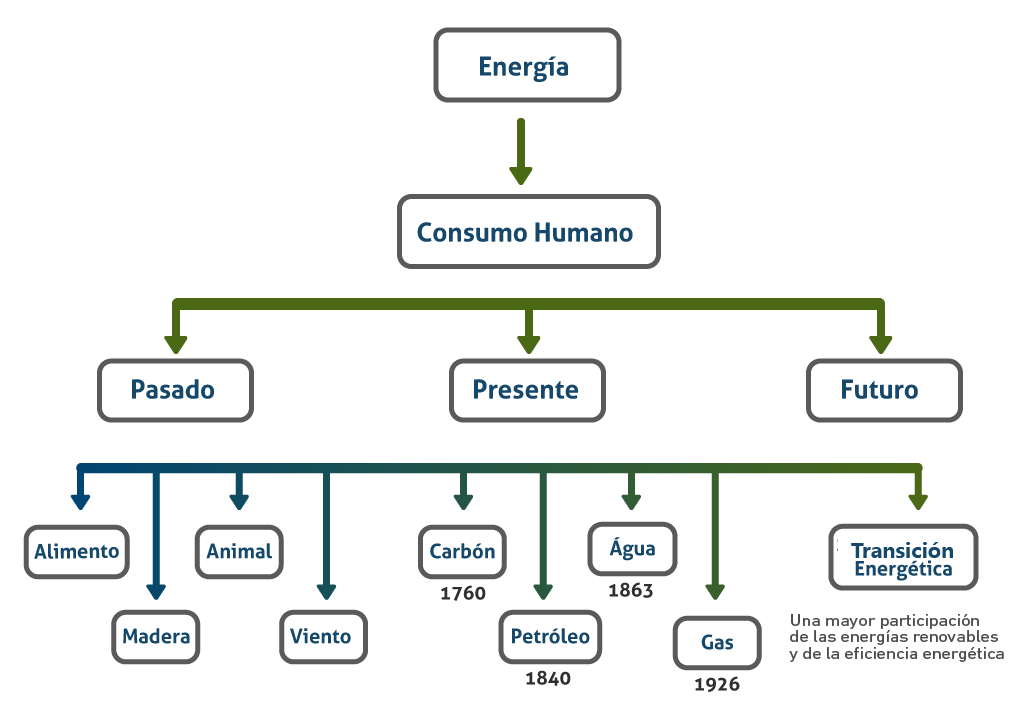 Energía
Consumo Humano
Pasado
Presente
Futuro
Alimento
Animal
Carbón
1760
Água
1863
Transición
Energética
Madera
Viento
Petróleo
1840
Gas
1926
Una mayor participación
de las energías renovables
y de la eficiencia energética